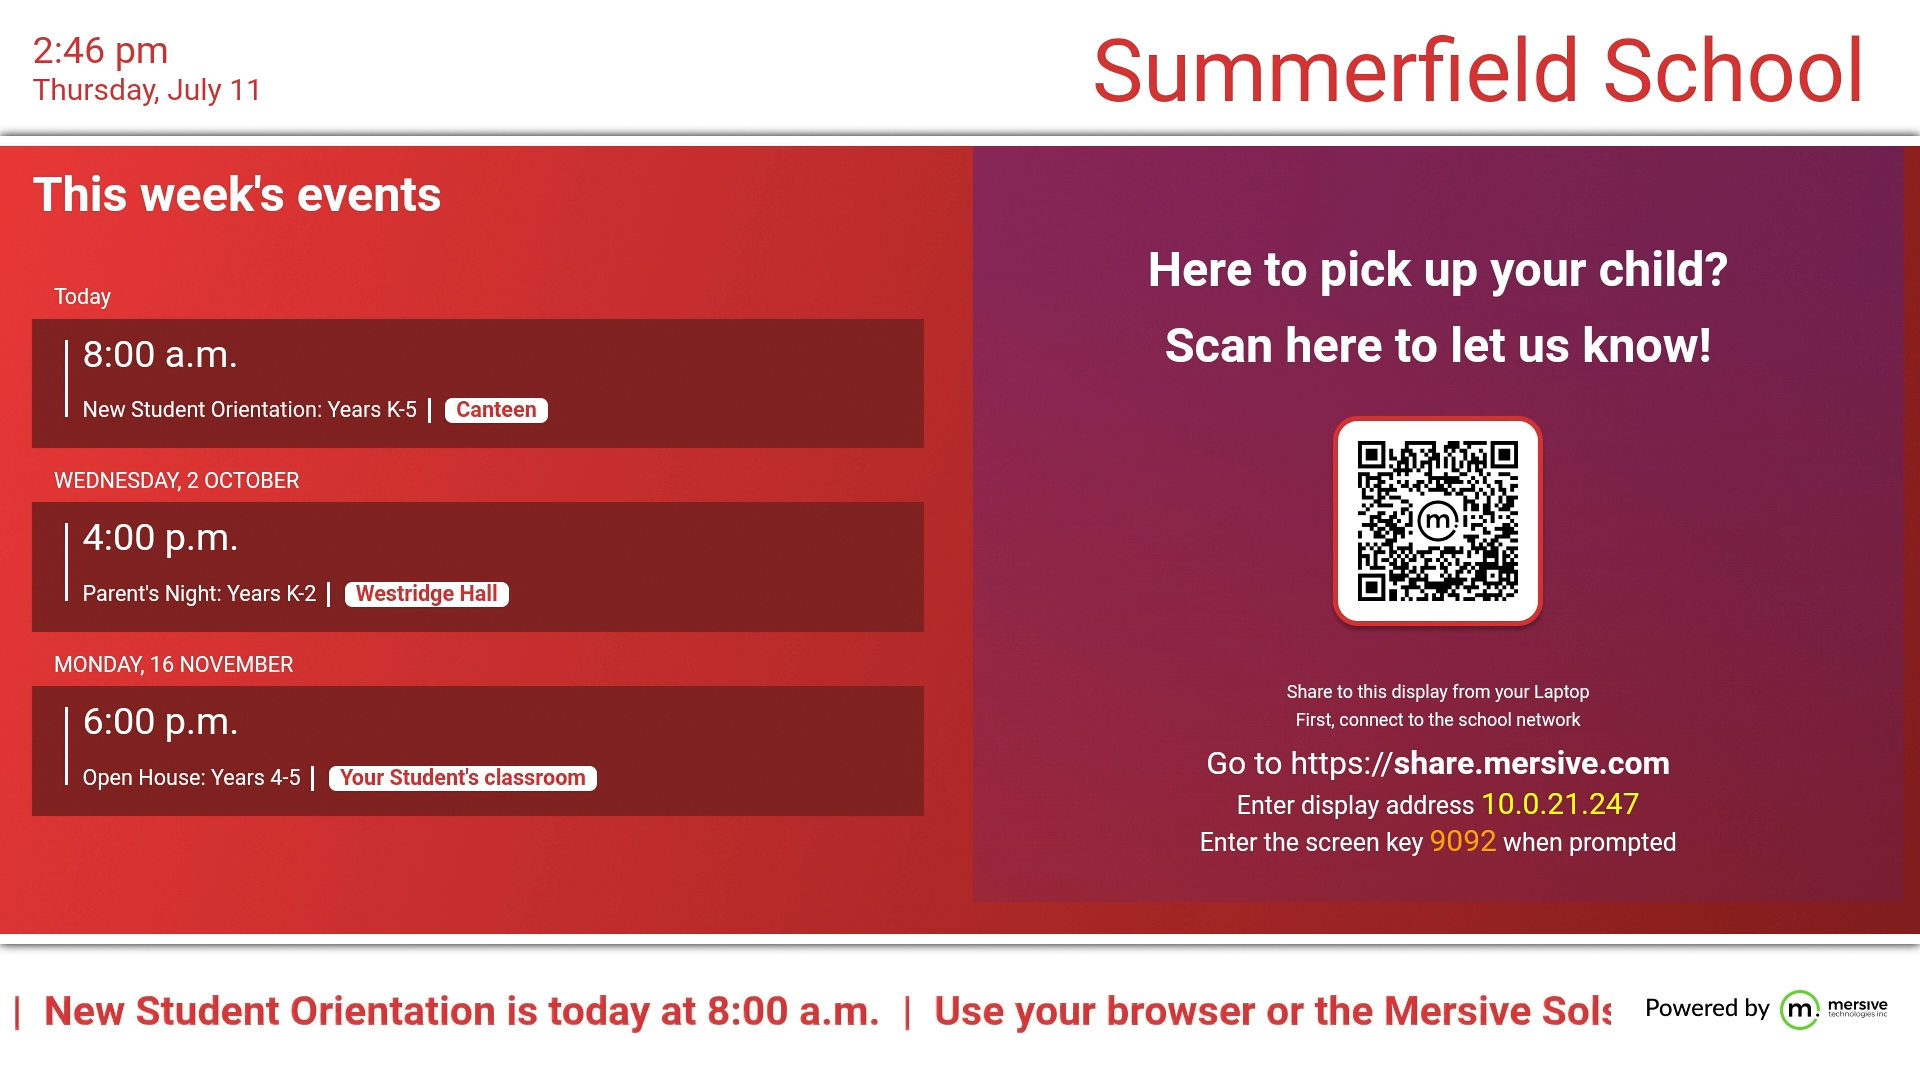 2:46 pm
Thursday, July 11
Summerfield School
This week's events
Today
8:00 a.m.
New Student Orientation: Years K-5 | Canteen
WEDNESDAY, 2 OCTOBER
4:00 p.m.
Parent's Night: Years K-2 | Westridge Hall
MONDAY, 16 NOVEMBER
6:00 p.m.
Open House: Years 4-5 | Your Student's classroom
Here to pick up your child?
Scan here to let us know!
m.
Share to this display from your Laptop
First, connect to the school network
Go to https://share.mersive.com
Enter display address 10.0.21.247
Enter the screen key 9092 when prompted
| New Student Orientation is today at 8:00 a.m. | Use your browser or the Mersive Sols
Powered by m. mersive
technologies inc